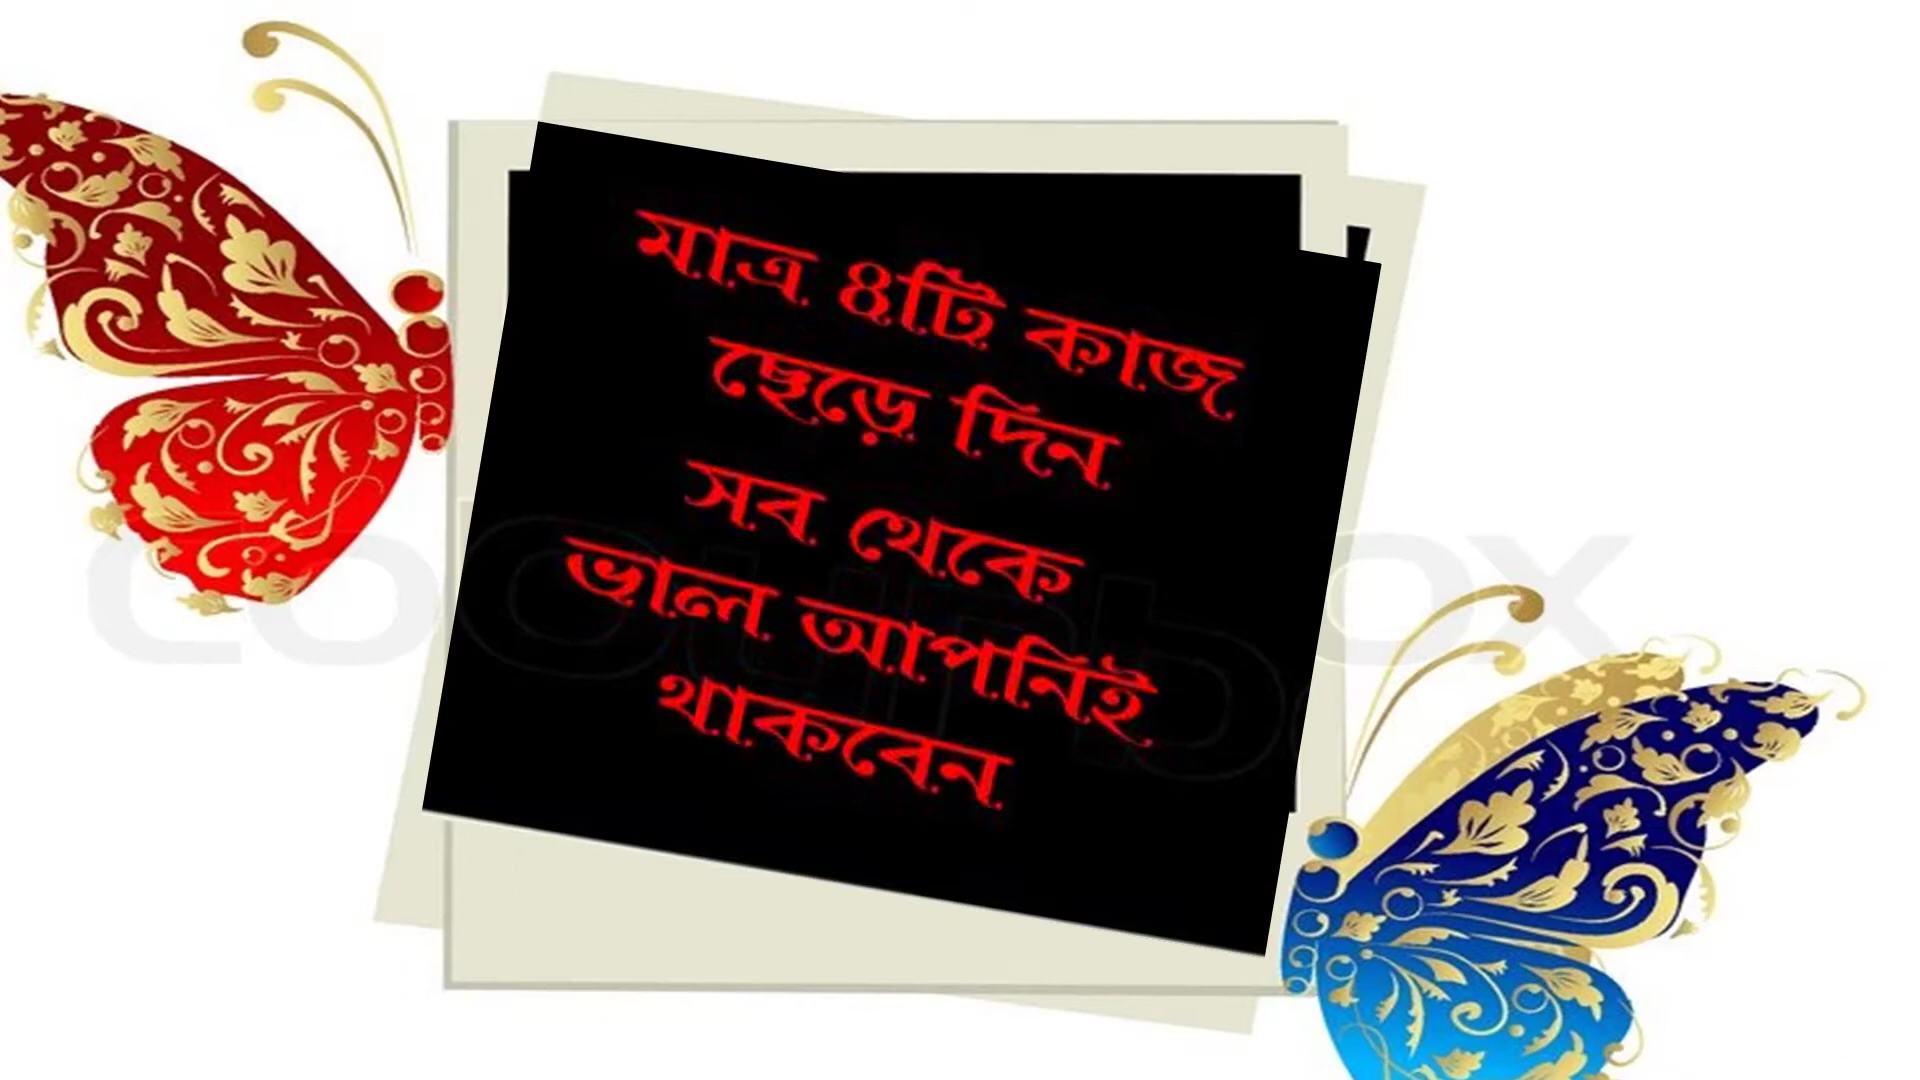 মাত্র ৪টি কাজ
ছেড়ে দিন
সব থেকে
ভাল আপনিই
থাকবেন